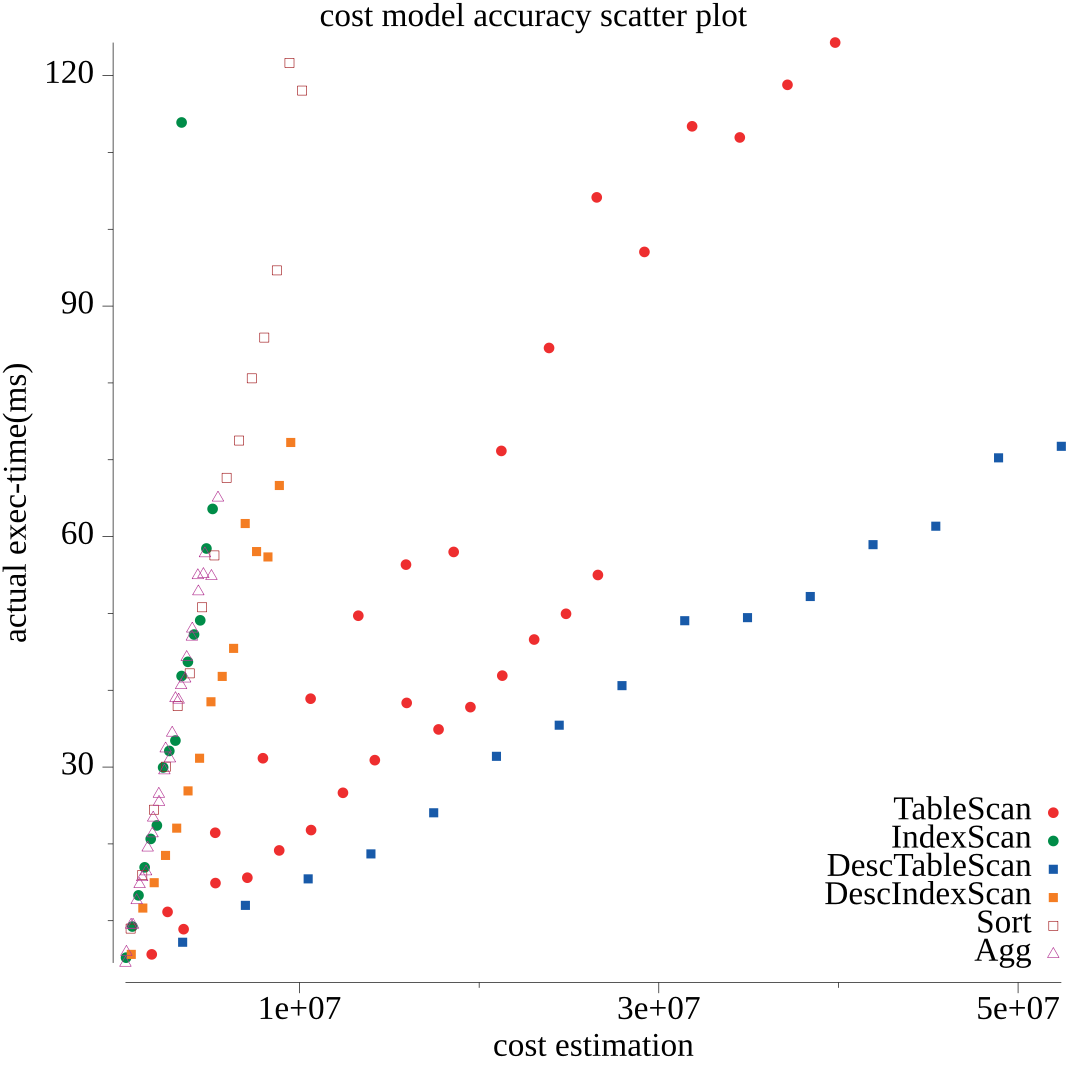 cost model accuracy scatter plot
120
90
60
30
actual exec-time(ms)
TableScan
IndexScan
DescTableScan
DescIndexScan
Sort
Agg
1e+07 3e+07 5e+07
cost estimation